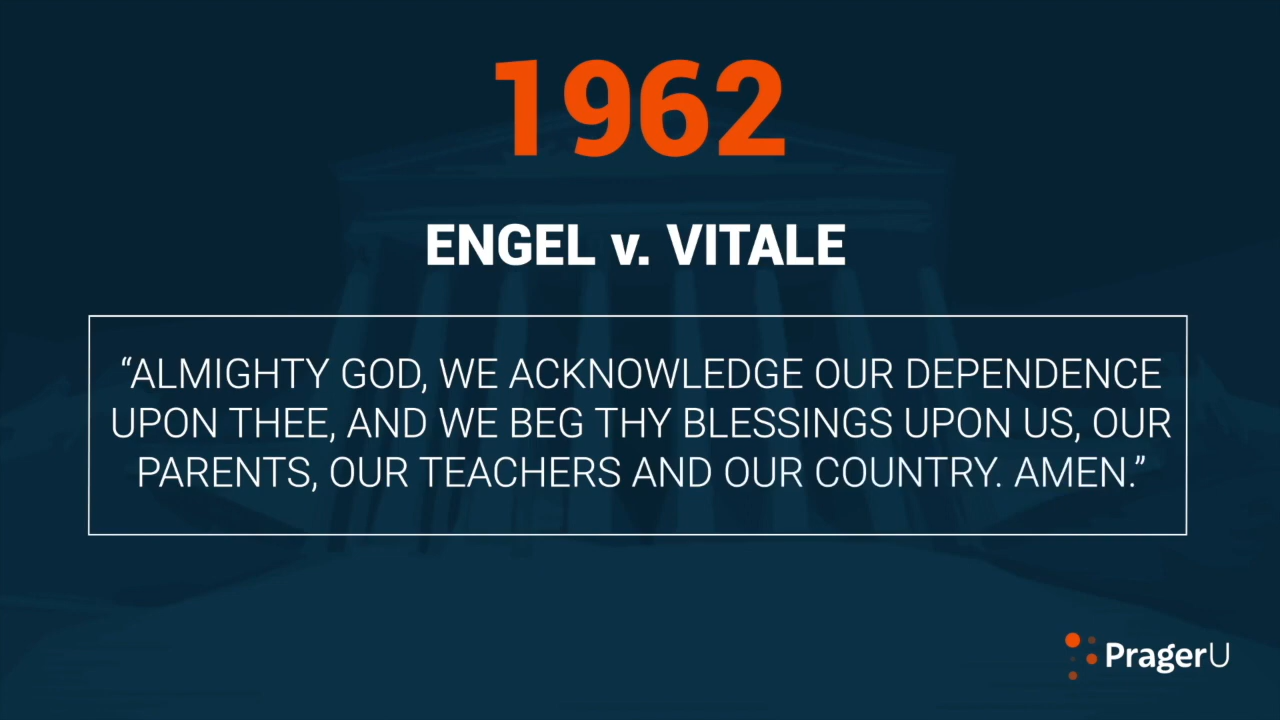 1962
ENGEL v. VITALE
“ALMIGHTY GOD, WE ACKNOWLEDGE OUR DEPENDENCE
UPON THEE, AND WE BEG THY BLESSINGS UPON US, OUR
PARENTS, OUR TEACHERS AND OUR COUNTRY. AMEN.”
PragerU